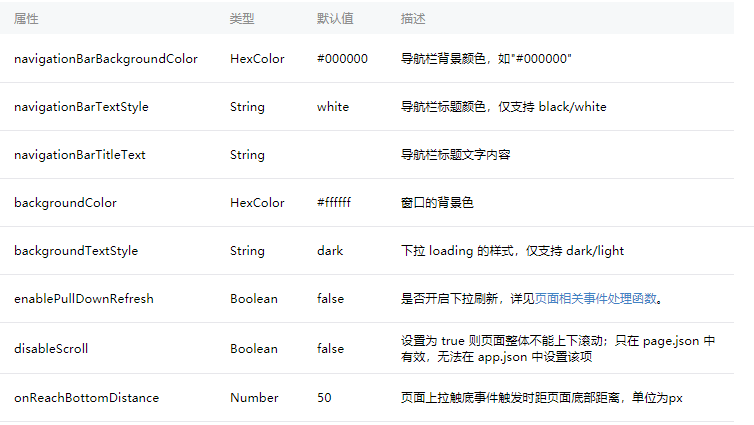 属性 类型 默认值 描述
navigationBarBackgroundColor HexColor #000000 导航栏背景颜色，如"#000000"
navigationBarTextStyle String white 导航栏标题颜色，仅支持 black/white
navigationBarTitleText String 导航栏标题文字内容
backgroundColor HexColor #ffffff 窗口的背景色
backgroundTextStyle String dark 下拉 loading 的样式，仅支持 dark/light
enablePullDownRefresh Boolean false 是否开启下拉刷新，详见页面相关事件处理函数。
disableScroll Boolean false 设置为 true 则页面整体不能上下滚动；只在 page.json 中
有效，无法在 app.json 中设置该项
onReachBottomDistance Number 50 页面上拉触底事件触发时距页面底部距离，单位为px